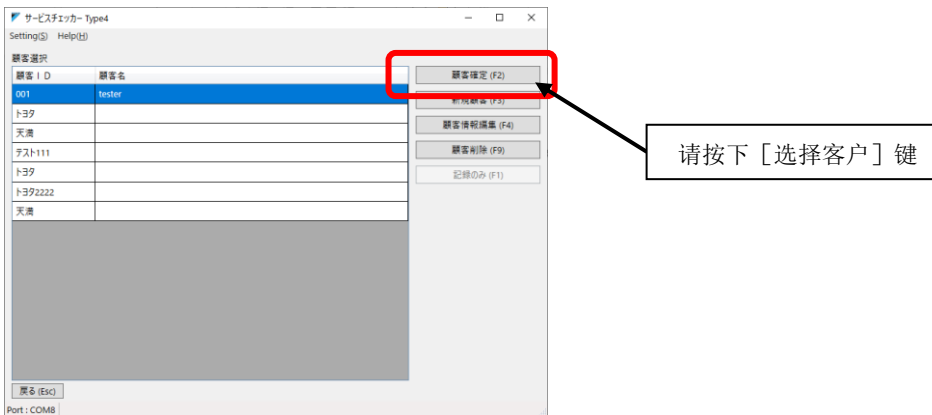 サービスチェッカー Type4
Setting(S) Help(H)
顧客選択
顧客ID 顧客名
001 tester
トヨタ
天満
テスト111
トヨタ
トヨタ2222
天満
顧客確定 (F2)
新規顧客 (F3)
顧客情報編集 (F4)
顧客削除 (F9)
記録のみ (F1)
请按下［选择客户］键
戻る (Esc)
Port : COM8